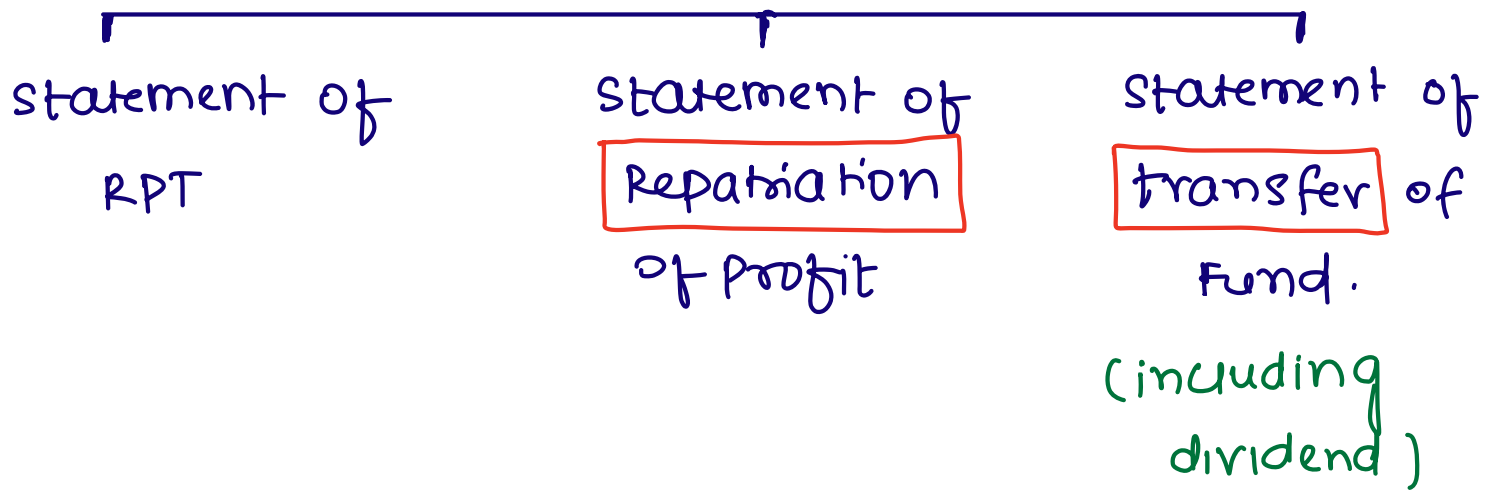 statement of
RPT
statement of
Repatriation
of profit
statement of
transfer of
Fund.
(including
dividend)